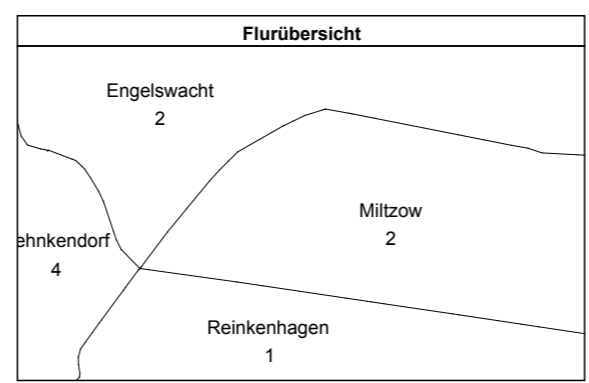 Flurübersicht
Engelswacht
2
Miltzow
2
ehnkendorf
4
Reinkenhagen
1